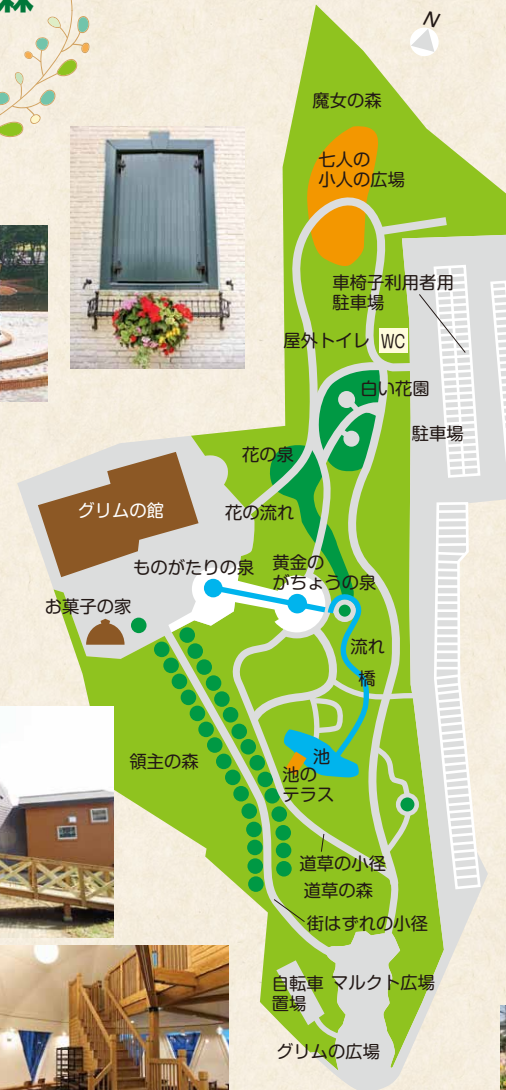 N
魔女の森
七人の
小人の広場
車椅子利用者用
駐車場
屋外トイレ WC
白い花園
駐車場
花の泉
グリムの館
花の流れ
ものがたりの泉
黄金の
がちょうの泉
お菓子の家
流れ
橋
領主の森
池
池の
テラス
道草の小径
道草の森
街はずれの小径
自転車
置場
マルクト広場
グリムの広場